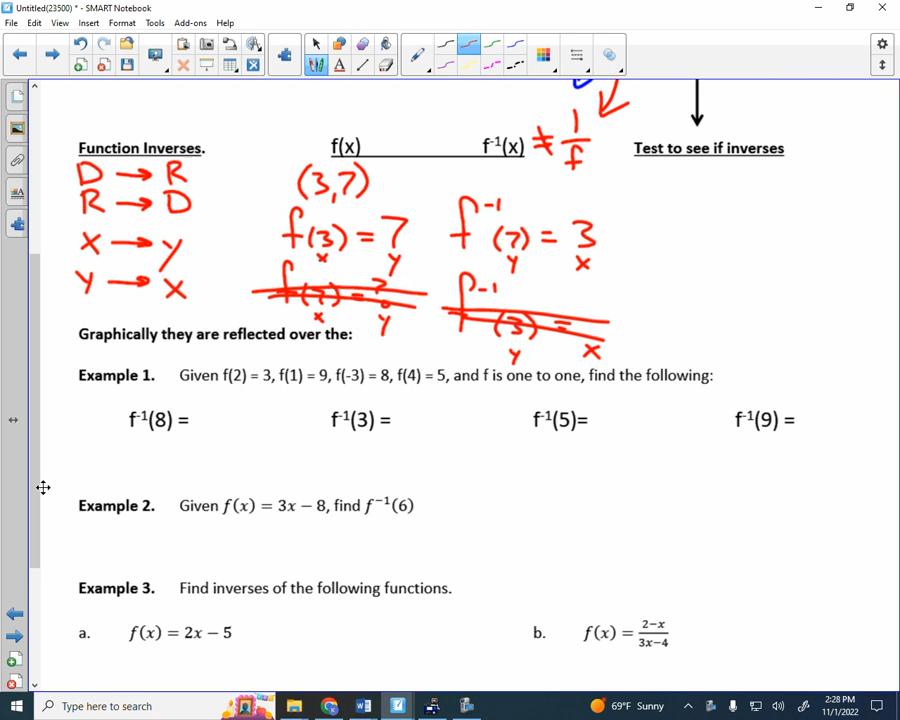 Untitled(23500) * - SMART Notebook
File Edit View Insert Format Tools Add-ons Help
Function Inverses. f(x) f⁻¹(x) ≠ 1/f Test to see if inverses
D → R
R → D
X → Y
Y → X
(3,7)
f(3) = 7
x y
f⁻¹(7) = 3
y x
f(7) = ?
x y
f⁻¹(3) =
y x
Graphically they are reflected over the:
Example 1. Given f(2) = 3, f(1) = 9, f(-3) = 8, f(4) = 5, and f is one to one, find the following:
f⁻¹(8) = f⁻¹(3) = f⁻¹(5)= f⁻¹(9) =
Example 2. Given f(x) = 3x − 8, find f⁻¹(6)
Example 3. Find inverses of the following functions.
a. f(x) = 2x − 5 b. f(x) = 2−x/3x−4
Type here to search
69°F Sunny
2:28 PM
11/1/2022